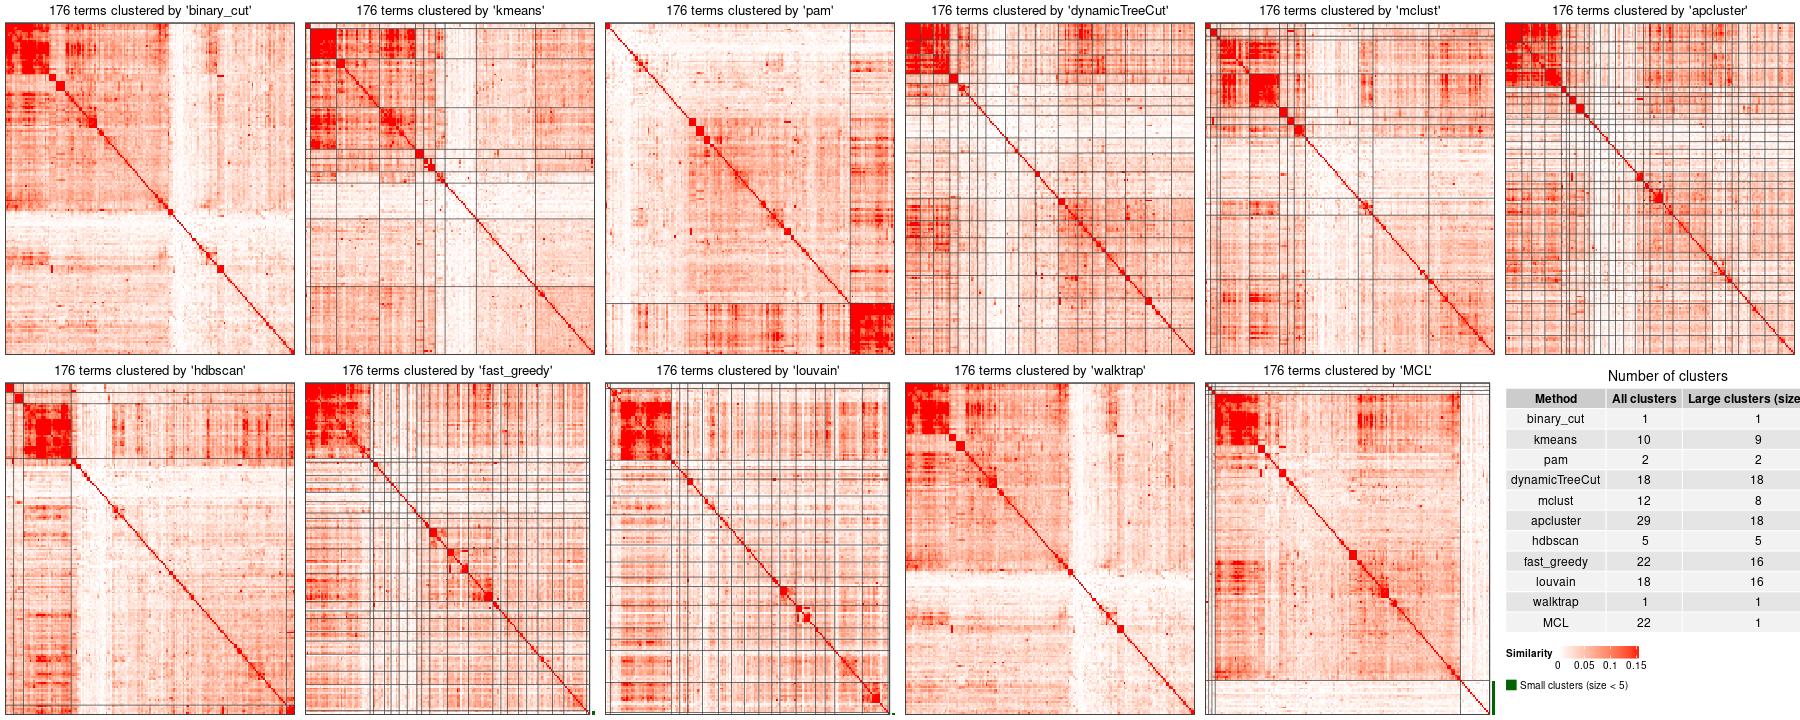 176 terms clustered by 'binary_cut'
176 terms clustered by 'kmeans'
176 terms clustered by 'pam'
176 terms clustered by 'dynamicTreeCut'
176 terms clustered by 'mclust'
176 terms clustered by 'apcluster'
176 terms clustered by 'hdbscan'
176 terms clustered by 'fast_greedy'
176 terms clustered by 'louvain'
176 terms clustered by 'walktrap'
176 terms clustered by 'MCL'
Number of clusters
Method All clusters Large clusters (size
binary_cut 1 1
kmeans 10 9
pam 2 2
dynamicTreeCut 18 18
mclust 12 8
apcluster 29 18
hdbscan 5 5
fast_greedy 22 16
louvain 18 16
walktrap 1 1
MCL 22 1
Similarity
0 0.05 0.1 0.15
Small clusters (size < 5)